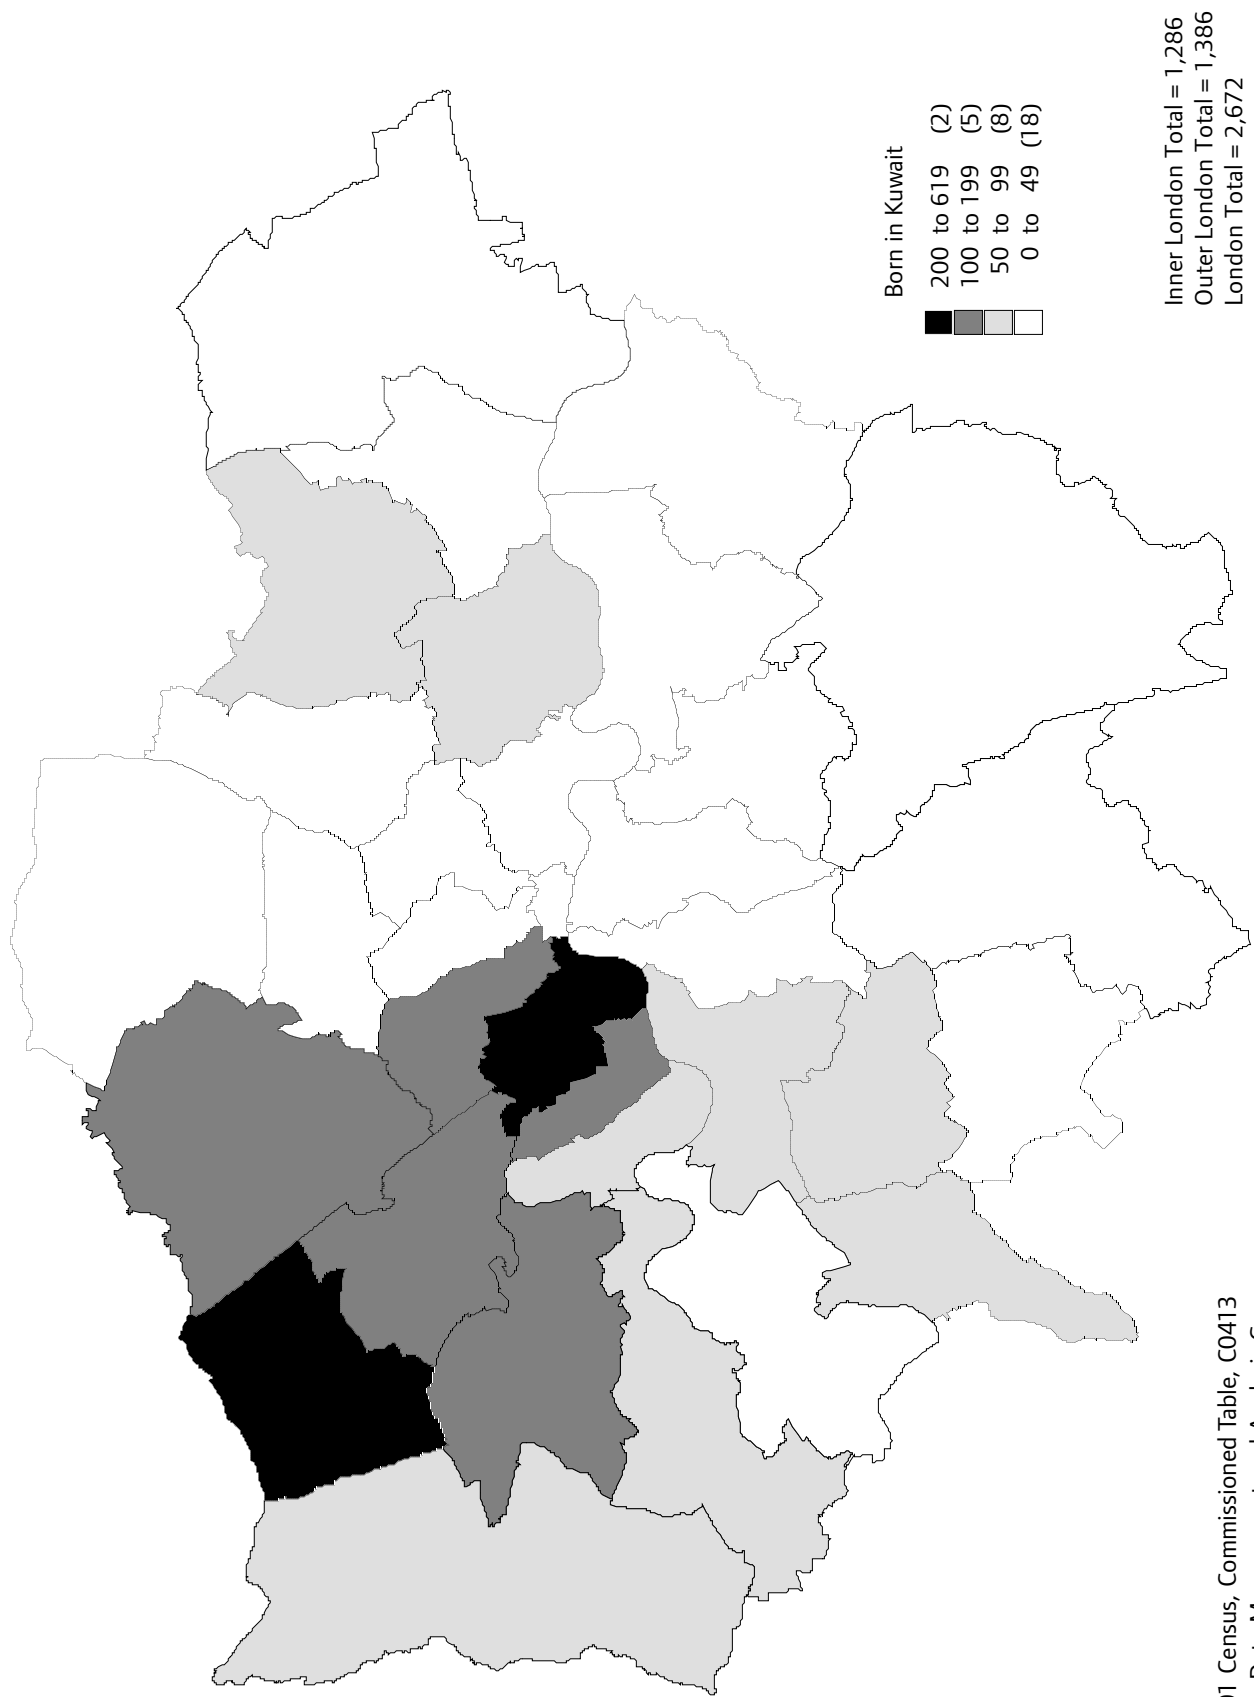 Born in Kuwait
200 to 619 (2)
100 to 199 (5)
50 to 99 (8)
0 to 49 (18)
Inner London Total = 1,286
Outer London Total = 1,386
London Total = 2,672
Census, Commissioned Table, C0413